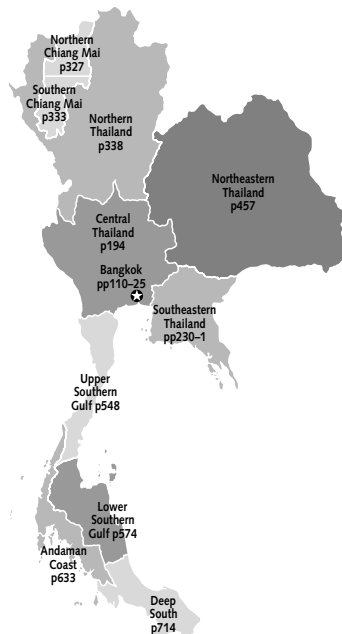 Northern
Chiang Mai
p327
Southern
Chiang Mai
p333
Northern
Thailand
p338
Northeastern
Thailand
p457
Central
Thailand
p194
Bangkok
pp110–25
Southeastern
Thailand
pp230–1
Upper
Southern
Gulf p548
Lower
Southern
Gulf p574
Andaman
Coast
p633
Deep
South
p714